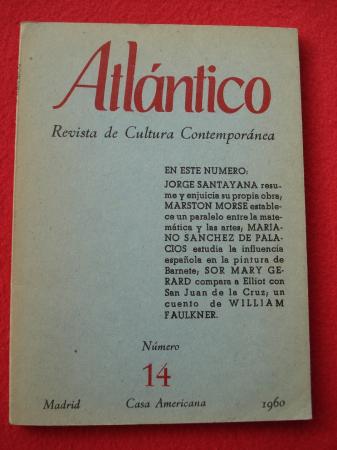 Atlántico
Revista de Cultura Contemporánea
EN ESTE NUMERO:
JORGE SANTAYANA resu-
me y enjuicia su propia obra;
MARSTON MORSE estable-
ce un paralelo entre la mate-
mática y las artes; MARIA-
NO SANCHEZ DE PALA-
CIOS estudia la influencia
española en la pintura de
Barnete; SOR MARY GE-
RARD compara a Elliot con
San Juan de la Cruz; un
cuento de WILLIAM
FAULKNER.
Número
14
Madrid Casa Americana 1960